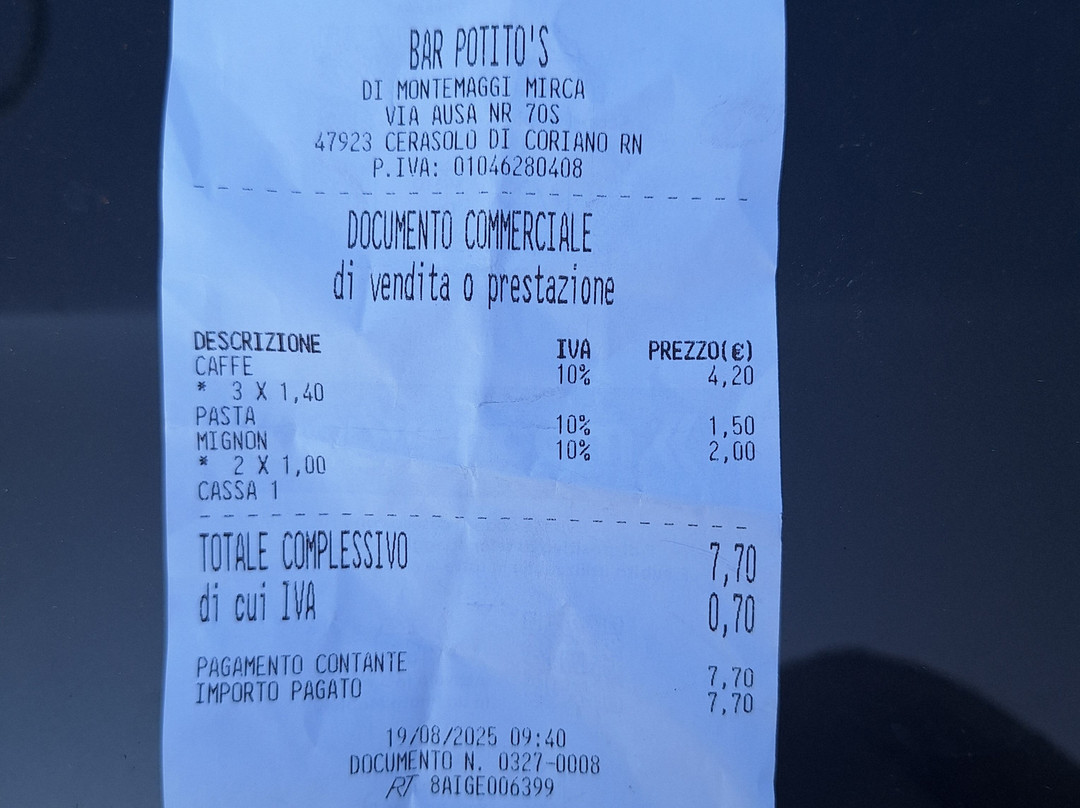 BAR POTITO'S
DI MONTEMAGGI MIRCA
VIA AUSA NR 70S
47923 CERASOLO DI CORIANO RN
P.IVA: 01046280408
DOCUMENTO COMMERCIALE
di vendita o prestazione
DESCRIZIONE IVA PREZZO(€)
CAFFE 10% 4,20
* 3 X 1,40
PASTA 10% 1,50
MIGNON 10% 2,00
* 2 X 1,00
CASSA 1
TOTALE COMPLESSIVO 7,70
di cui IVA 0,70
PAGAMENTO CONTANTE 7,70
IMPORTO PAGATO 7,70
19/08/2025 09:40
DOCUMENTO N. 0327-0008
RT 8AIGE006399